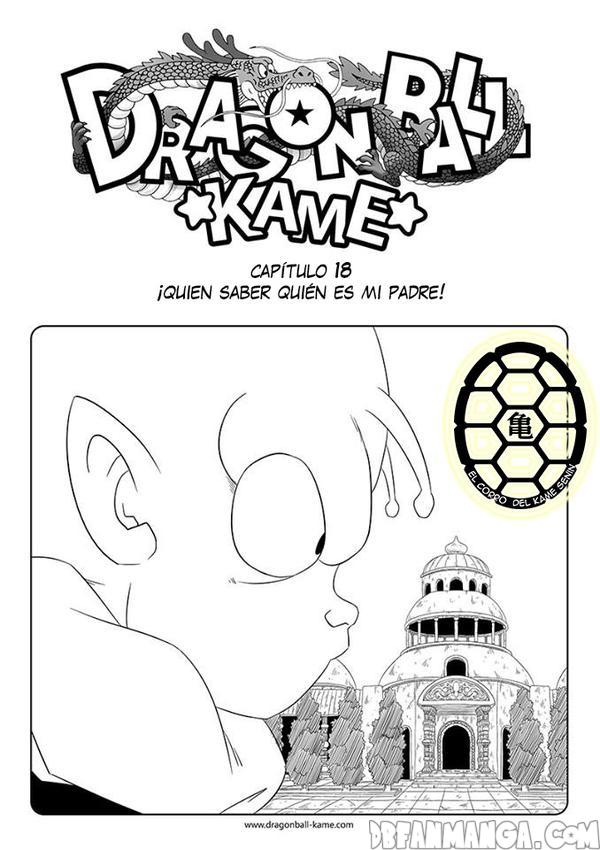 DRAGON BALL
KAME
CAPÍTULO 18
¡QUIEN SABER QUIÉN ES MI PADRE!
亀
EL CORRO DEL KAME SENIN
www.dragonball-kame.com
DBFANMANGA.COM